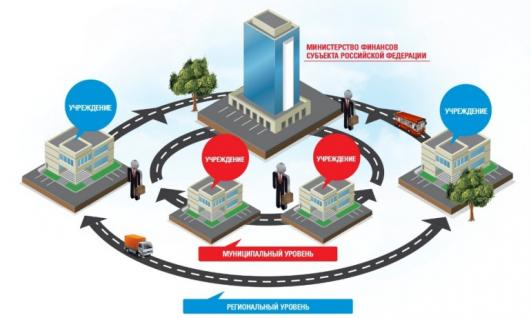 МИНИСТЕРСТВО ФИНАНСОВ
СУБЪЕКТА РОССИЙСКОЙ ФЕДЕРАЦИИ
УЧРЕЖДЕНИЕ
УЧРЕЖДЕНИЕ
УЧРЕЖДЕНИЕ
УЧРЕЖДЕНИЕ
МУНИЦИПАЛЬНЫЙ УРОВЕНЬ
РЕГИОНАЛЬНЫЙ УРОВЕНЬ